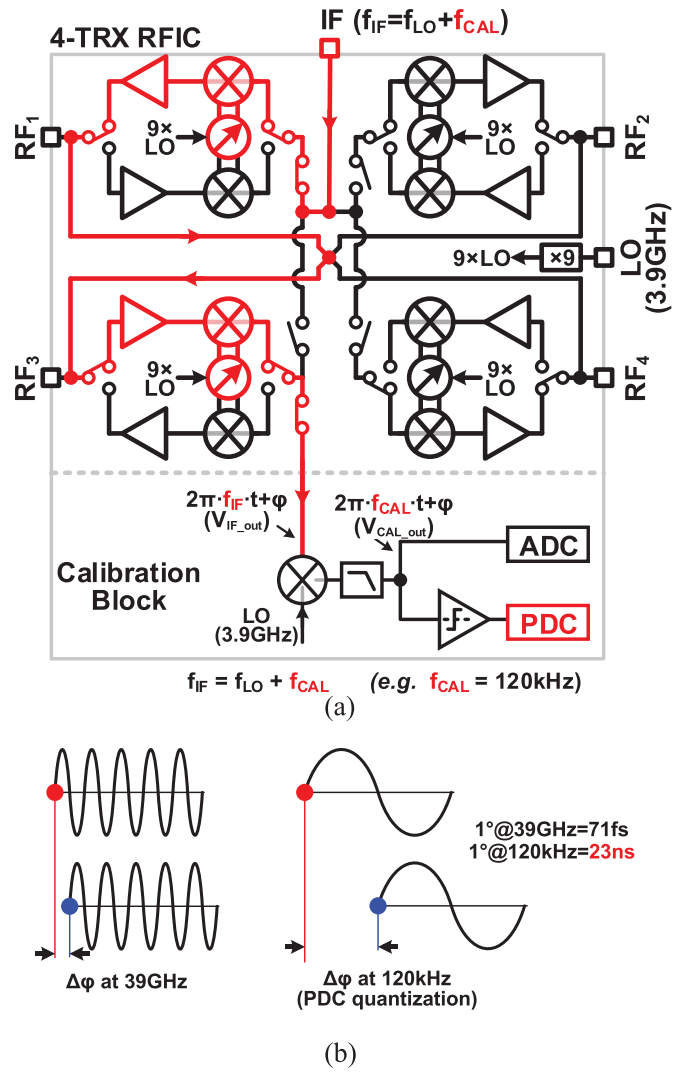 4-TRX RFIC
IF (fIF=fLO+fCAL)
RF1
9×
LO
9×
LO
RF2
9×LO
×9
LO
(3.9GHz)
RF3
9×
LO
9×
LO
RF4
2π·fIF·t+φ
(VIF_out)
2π·fCAL·t+φ
(VCAL_out)
ADC
Calibration
Block
LO
(3.9GHz)
PDC
fIF = fLO + fCAL (e.g. fCAL = 120kHz)
(a)
1°@39GHz=71fs
1°@120kHz=23ns
Δφ at 39GHz
Δφ at 120kHz
(PDC quantization)
(b)